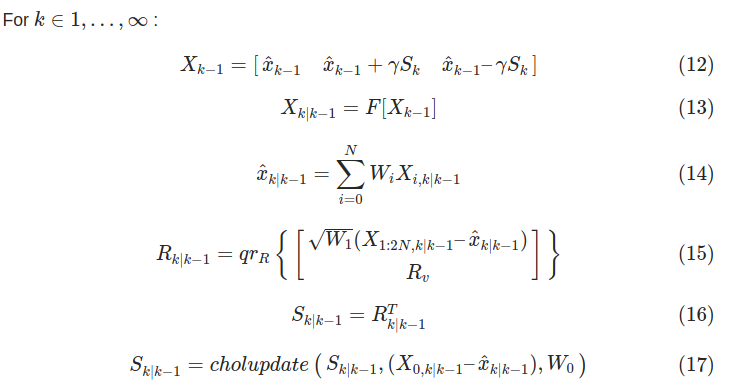 For k ∈ 1, … , ∞ :
X_{k−1} = [ x̂_{k−1}   x̂_{k−1} + γS_k   x̂_{k−1}−γS_k ] (12)
X_{k|k−1} = F[X_{k−1}] (13)
x̂_{k|k−1} = \sum_{i=0}^{N} W_i X_{i,k|k−1} (14)
R_{k|k−1} = qr_R { [ √W_1 (X_{1:2N,k|k−1}−x̂_{k|k−1}) ; R_v ] } (15)
S_{k|k−1} = R^T_{k|k−1} (16)
S_{k|k−1} = cholupdate ( S_{k|k−1}, (X_{0,k|k−1}−x̂_{k|k−1}), W_0 ) (17)